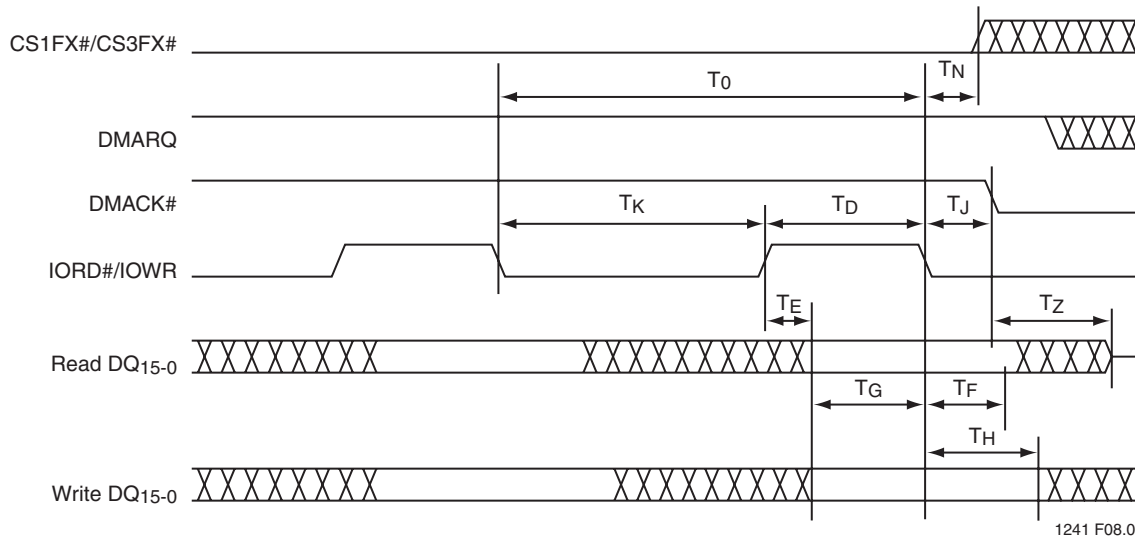 CS1FX#/CS3FX#
TN
T0
DMARQ
DMACK#
TK
TD
TJ
IORD#/IOWR
TE
TZ
Read DQ15-0
TG
TF
TH
Write DQ15-0
1241 F08.0